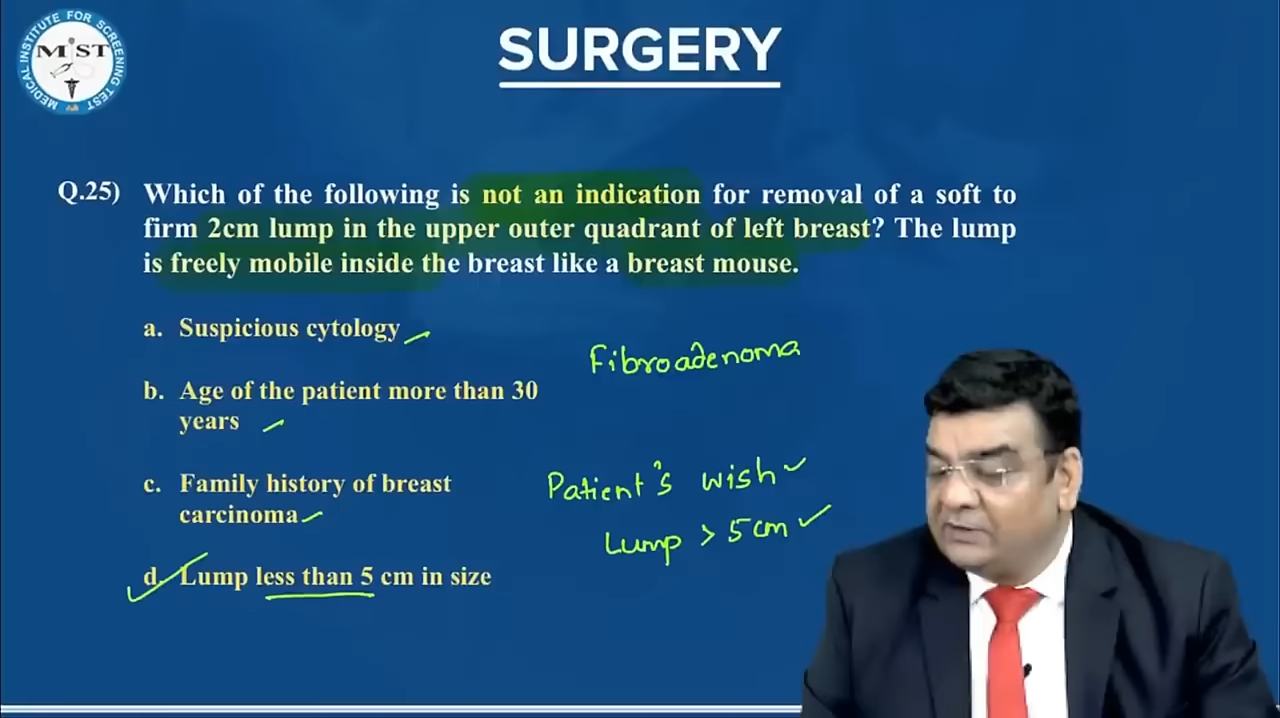 MEDICAL INSTITUTE FOR SCREENING TEST
MIST
SURGERY
Q.25) Which of the following is not an indication for removal of a soft to
firm 2cm lump in the upper outer quadrant of left breast? The lump
is freely mobile inside the breast like a breast mouse.
a. Suspicious cytology
Fibroadenoma
b. Age of the patient more than 30
years
c. Family history of breast
carcinoma
Patient's wish
Lump > 5cm
d. Lump less than 5 cm in size